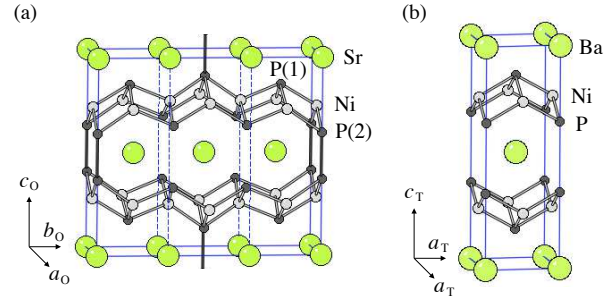 (a)
Sr
P(1)
Ni
P(2)
c_O
b_O
a_O
(b)
Ba
Ni
P
c_T
a_T
a_T